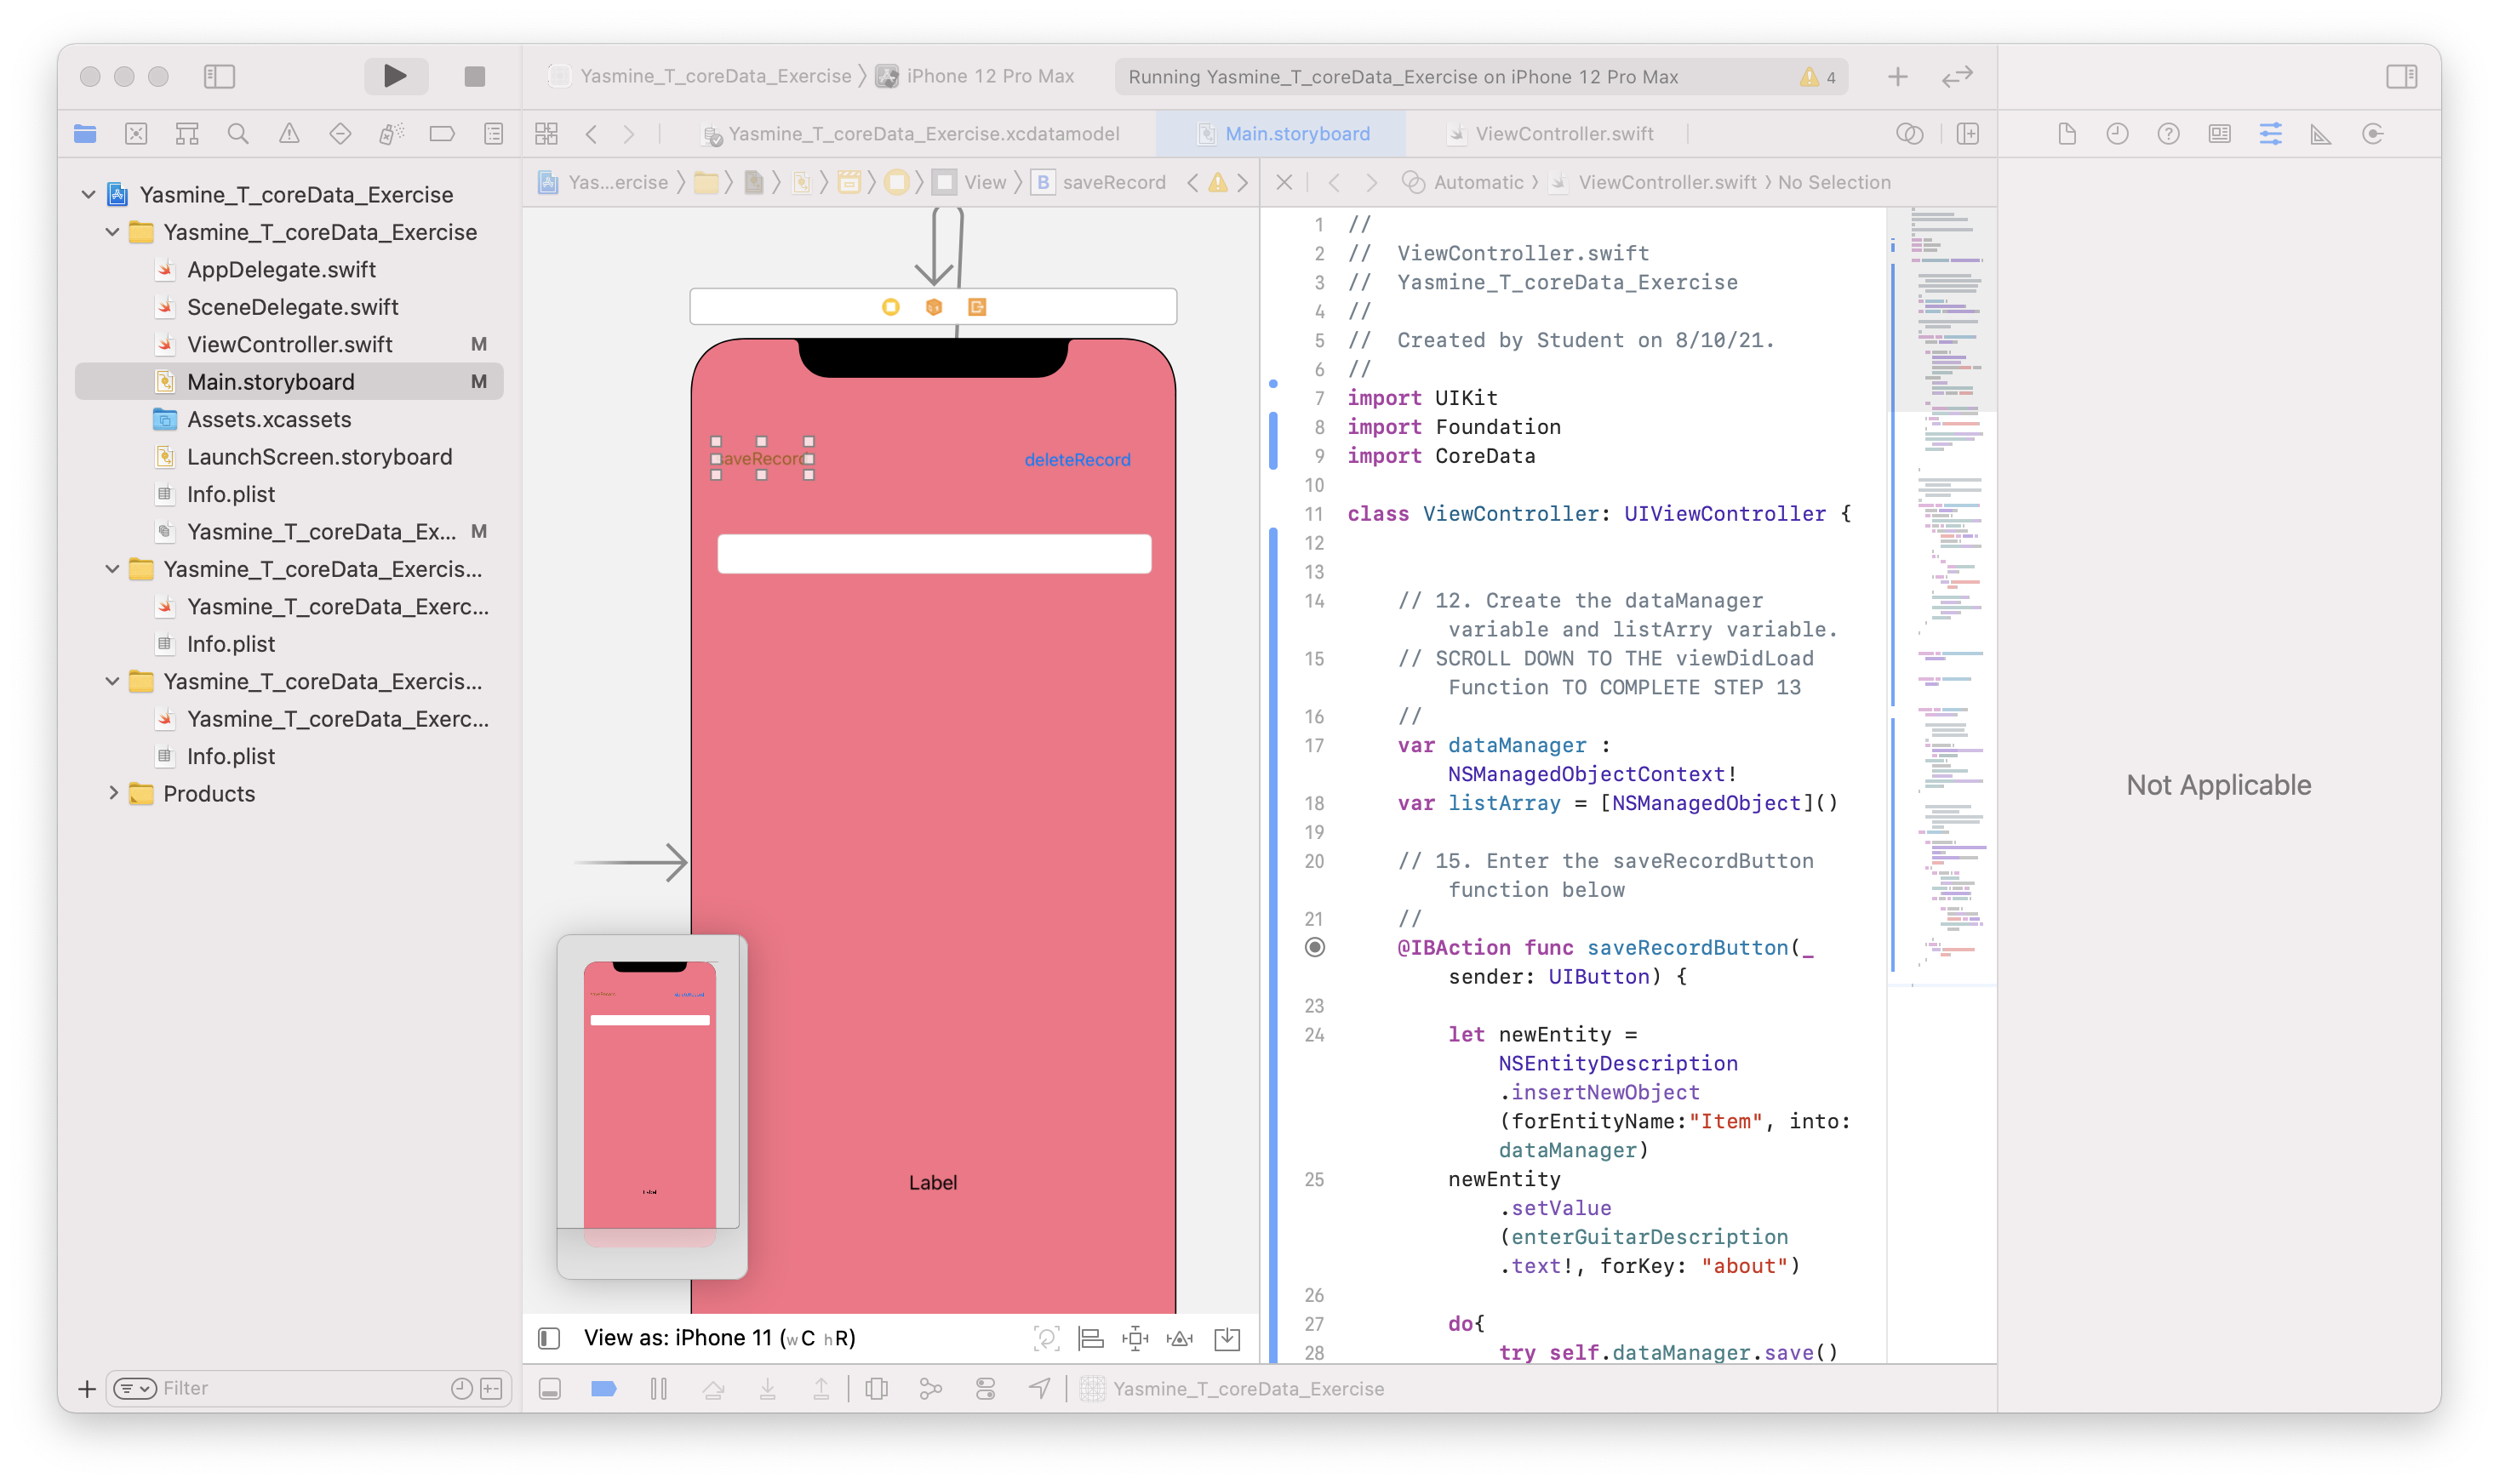 Yasmine_T_coreData_Exercise
iPhone 12 Pro Max
Running Yasmine_T_coreData_Exercise on iPhone 12 Pro Max
4
Yasmine_T_coreData_Exercise.xcdatamodel
Main.storyboard
ViewController.swift
Yas...ercise
View
B
saveRecord
Automatic
ViewController.swift
No Selection
Yasmine_T_coreData_Exercise
Yasmine_T_coreData_Exercise
AppDelegate.swift
SceneDelegate.swift
ViewController.swift M
Main.storyboard M
Assets.xcassets
LaunchScreen.storyboard
Info.plist
Yasmine_T_coreData_Ex... M
Yasmine_T_coreData_Exercis...
Yasmine_T_coreData_Exerc...
Info.plist
Yasmine_T_coreData_Exercis...
Yasmine_T_coreData_Exerc...
Info.plist
Products
Filter
saveRecord
deleteRecord
Label
View as: iPhone 11 (wC hR)
1 //
2 //  ViewController.swift
3 //  Yasmine_T_coreData_Exercise
4 //
5 //  Created by Student on 8/10/21.
6 //
7 import UIKit
8 import Foundation
9 import CoreData
10
11 class ViewController: UIViewController {
12
13
14 // 12. Create the dataManager
variable and listArry variable.
15 // SCROLL DOWN TO THE viewDidLoad
Function TO COMPLETE STEP 13
16 //
17 var dataManager :
NSManagedObjectContext!
18 var listArray = [NSManagedObject]()
19
20 // 15. Enter the saveRecordButton
function below
21 //
@IBAction func saveRecordButton(_
sender: UIButton) {
23
24 let newEntity =
NSEntityDescription
.insertNewObject
(forEntityName:"Item", into:
dataManager)
25 newEntity
.setValue
(enterGuitarDescription
.text!, forKey: "about")
26
27 do{
28 try self.dataManager.save()
Yasmine_T_coreData_Exercise
Not Applicable